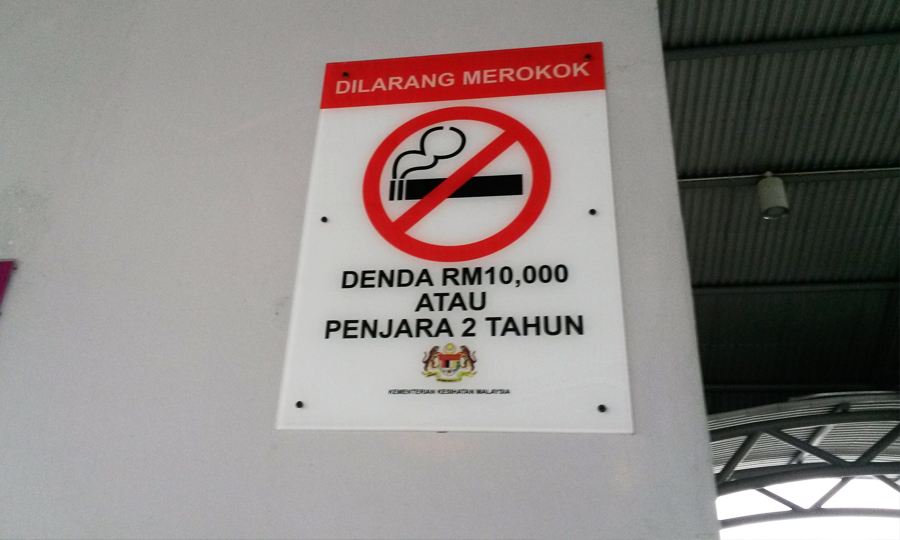 DILARANG MEROKOK
DENDA RM10,000
ATAU
PENJARA 2 TAHUN
KEMENTERIAN KESIHATAN MALAYSIA